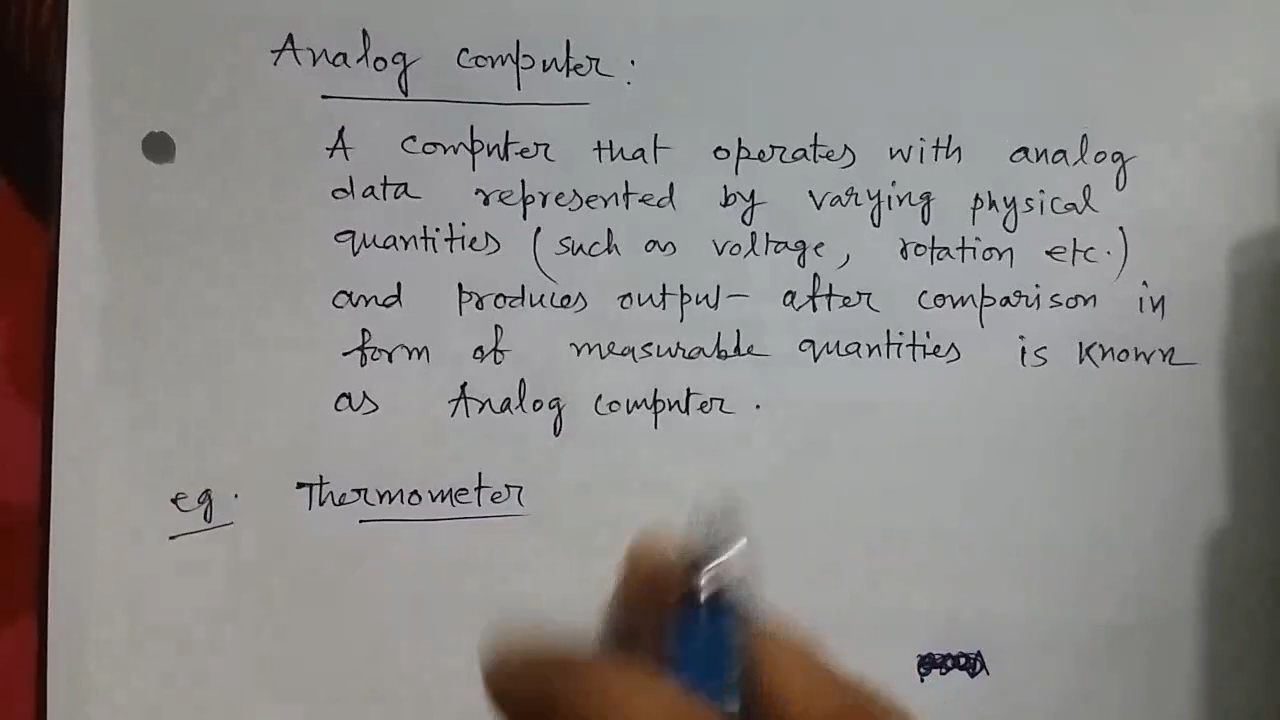 Analog computer:
A computer that operates with analog
data represented by varying physical
quantities (such as voltage, rotation etc.)
and produces output after comparison in
form of measurable quantities is known
as Analog computer.
eg. Thermometer